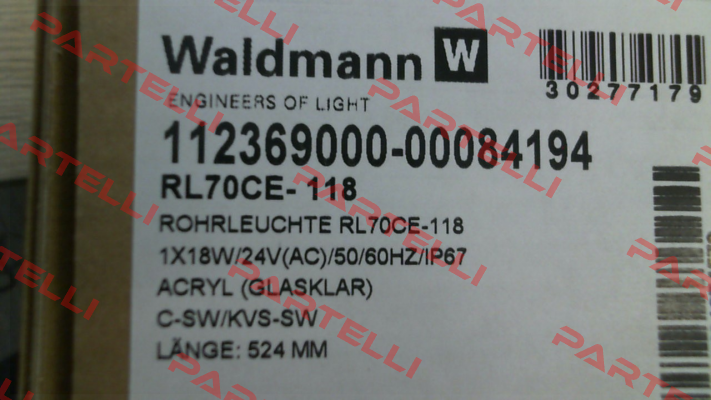 Waldmann W
30277179
ENGINEERS OF LIGHT
112369000-00084194
RL70CE- 118
ROHRLEUCHTE RL70CE-118
1X18W/24V(AC)/50/60HZ/IP67
ACRYL (GLASKLAR)
C-SW/KVS-SW
LÄNGE: 524 MM
PARTELLI
PARTELLI
PARTELLI
PARTELLI
PARTELLI
PARTELLI
PARTELLI